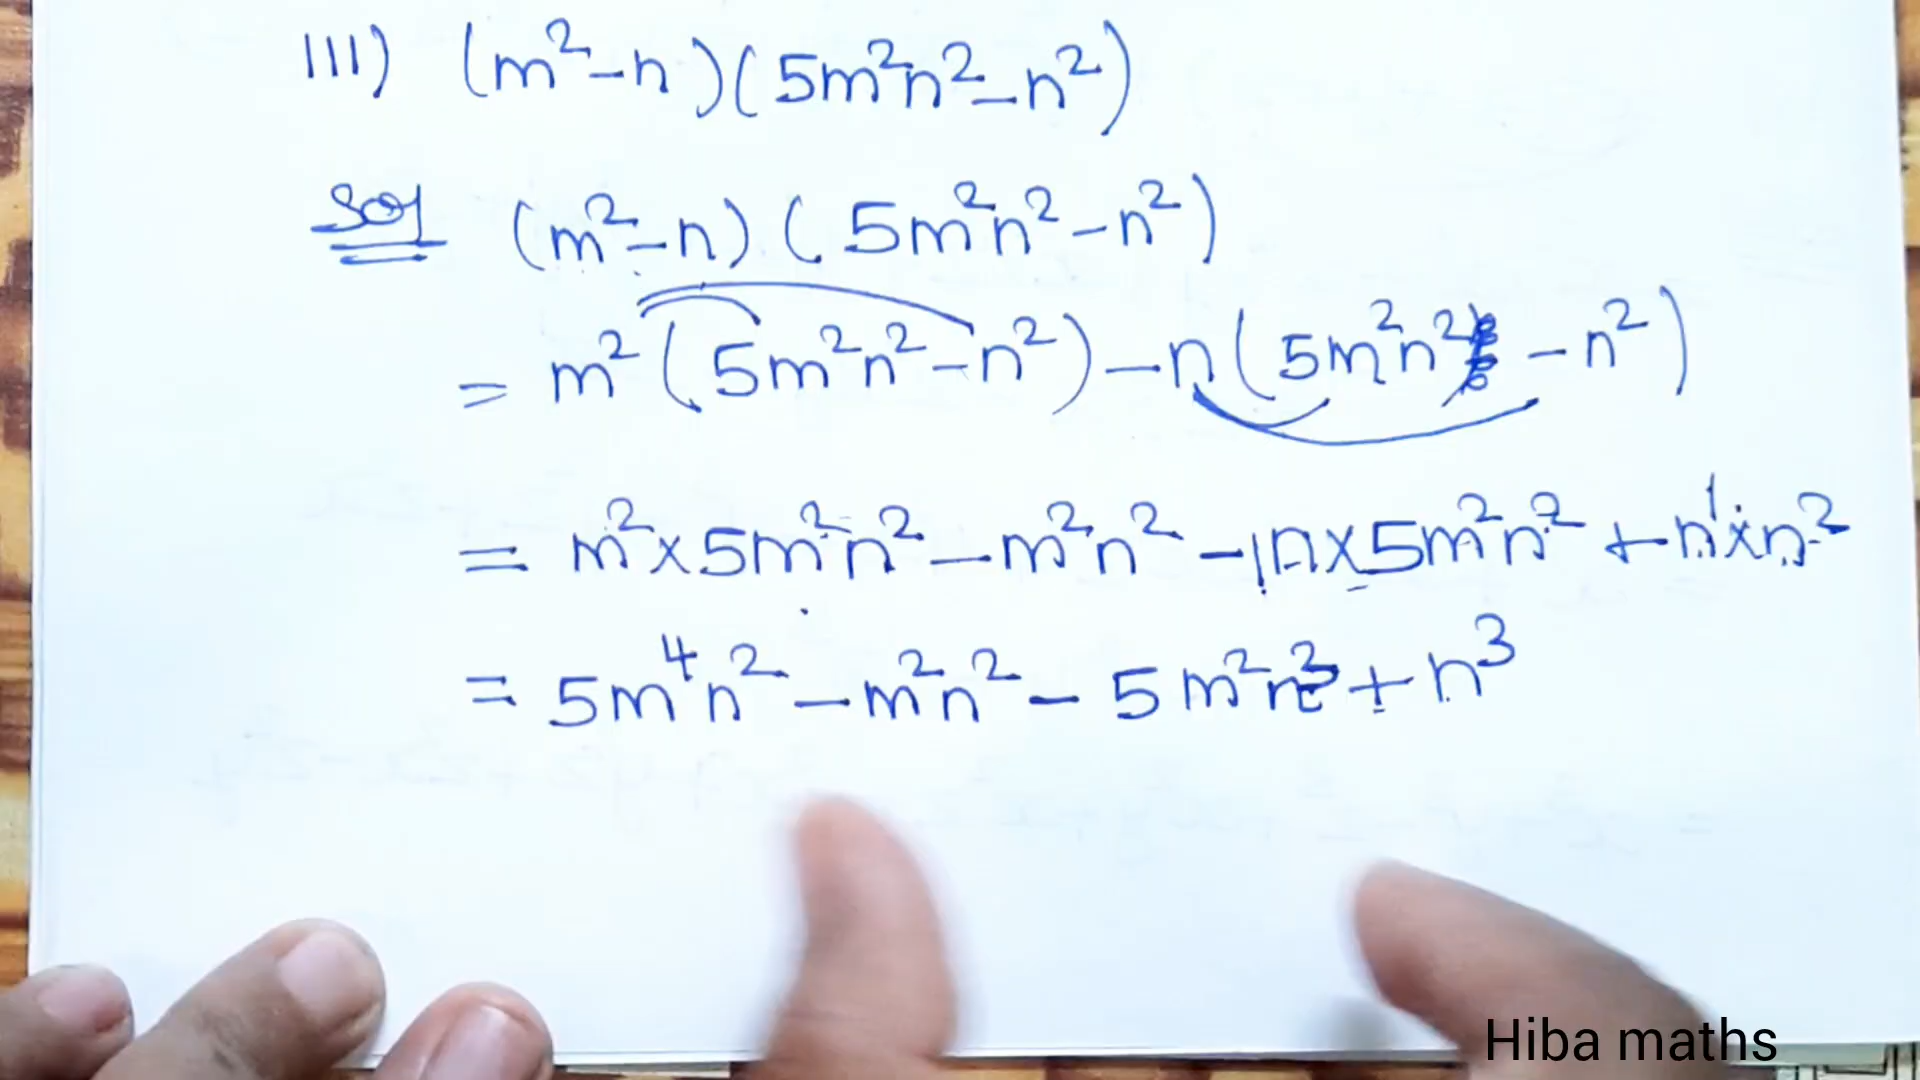 III) (m²-n)(5m²n²-n²)
Sol (m²-n)(5m²n²-n²)
= m²(5m²n²-n²)-n(5m²n² -n²)
= m²×5m²n²-m²n²-n×5m²n²+n¹×n²
= 5m⁴n²-m²n²-5m²n³+n³
Hiba maths